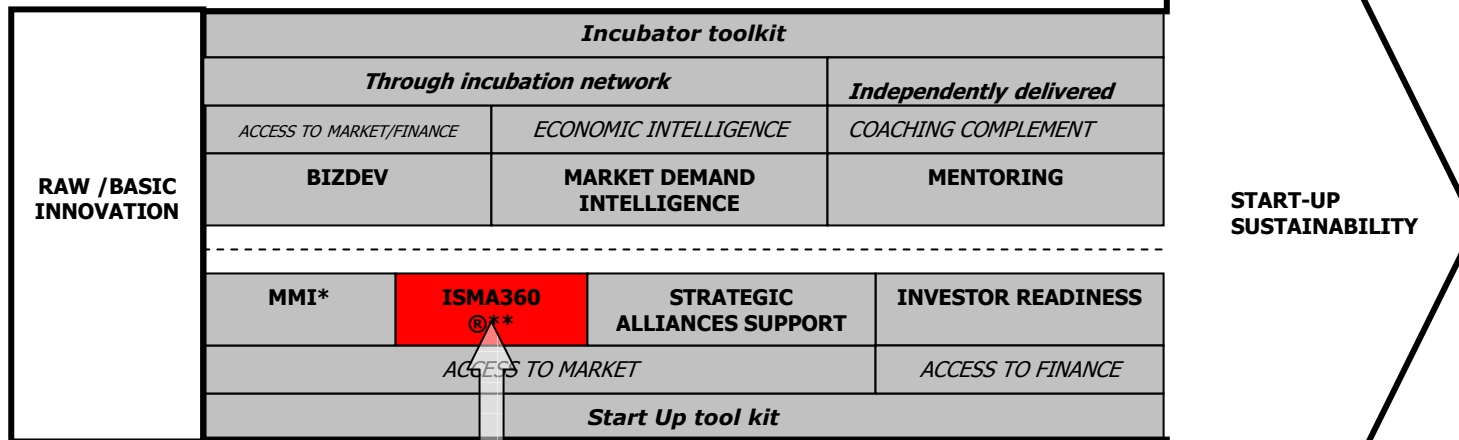 Incubator toolkit
Through incubation network
Independently delivered
ACCESS TO MARKET/FINANCE
ECONOMIC INTELLIGENCE
COACHING COMPLEMENT
BIZDEV
MARKET DEMAND
INTELLIGENCE
MENTORING
RAW /BASIC
INNOVATION
START-UP
SUSTAINABILITY
MMI*
ISMA360
®**
STRATEGIC
ALLIANCES SUPPORT
INVESTOR READINESS
ACCESS TO MARKET
ACCESS TO FINANCE
Start Up tool kit